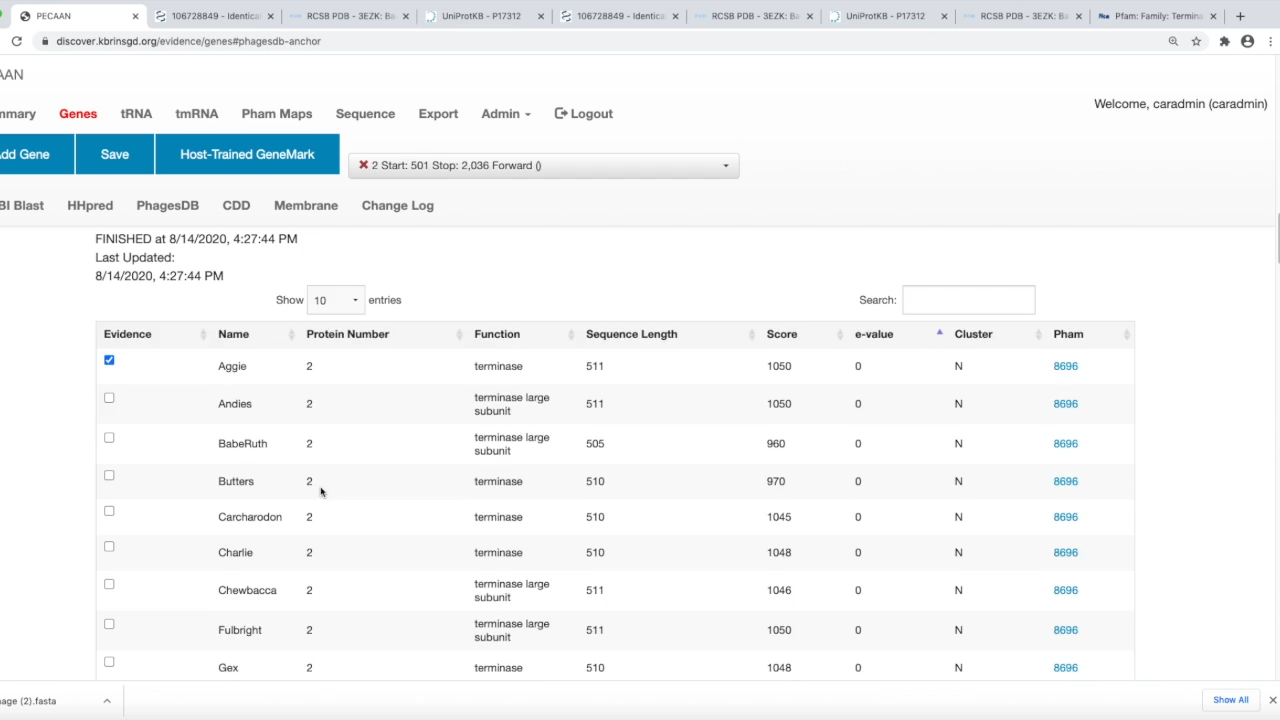 PECAAN
106728849 - Identical
RCSB PDB - 3EZK: Ba
UniProtKB - P17312
106728849 - Identica
RCSB PDB - 3EZK: Ba
UniProtKB - P17312
RCSB PDB - 3EZK: Ba
Pfam: Family: Termina
discover.kbrinsgd.org/evidence/genes#phagesdb-anchor
AAN
Welcome, caradmin (caradmin)
mmary Genes tRNA tmRNA Pham Maps Sequence Export Admin Logout
dd Gene Save Host-Trained GeneMark 2 Start: 501 Stop: 2,036 Forward ()
BI Blast HHpred PhagesDB CDD Membrane Change Log
FINISHED at 8/14/2020, 4:27:44 PM
Last Updated:
8/14/2020, 4:27:44 PM
Show 10 entries Search:
Evidence Name Protein Number Function Sequence Length Score e-value Cluster Pham
Aggie 2 terminase 511 1050 0 N 8696
Andies 2 terminase large subunit 511 1050 0 N 8696
BabeRuth 2 terminase large subunit 505 960 0 N 8696
Butters 2 terminase 510 970 0 N 8696
Carcharodon 2 terminase 510 1045 0 N 8696
Charlie 2 terminase 510 1048 0 N 8696
Chewbacca 2 terminase large subunit 511 1046 0 N 8696
Fulbright 2 terminase large subunit 511 1050 0 N 8696
Gex 2 terminase 510 1048 0 N 8696
age (2).fasta Show All